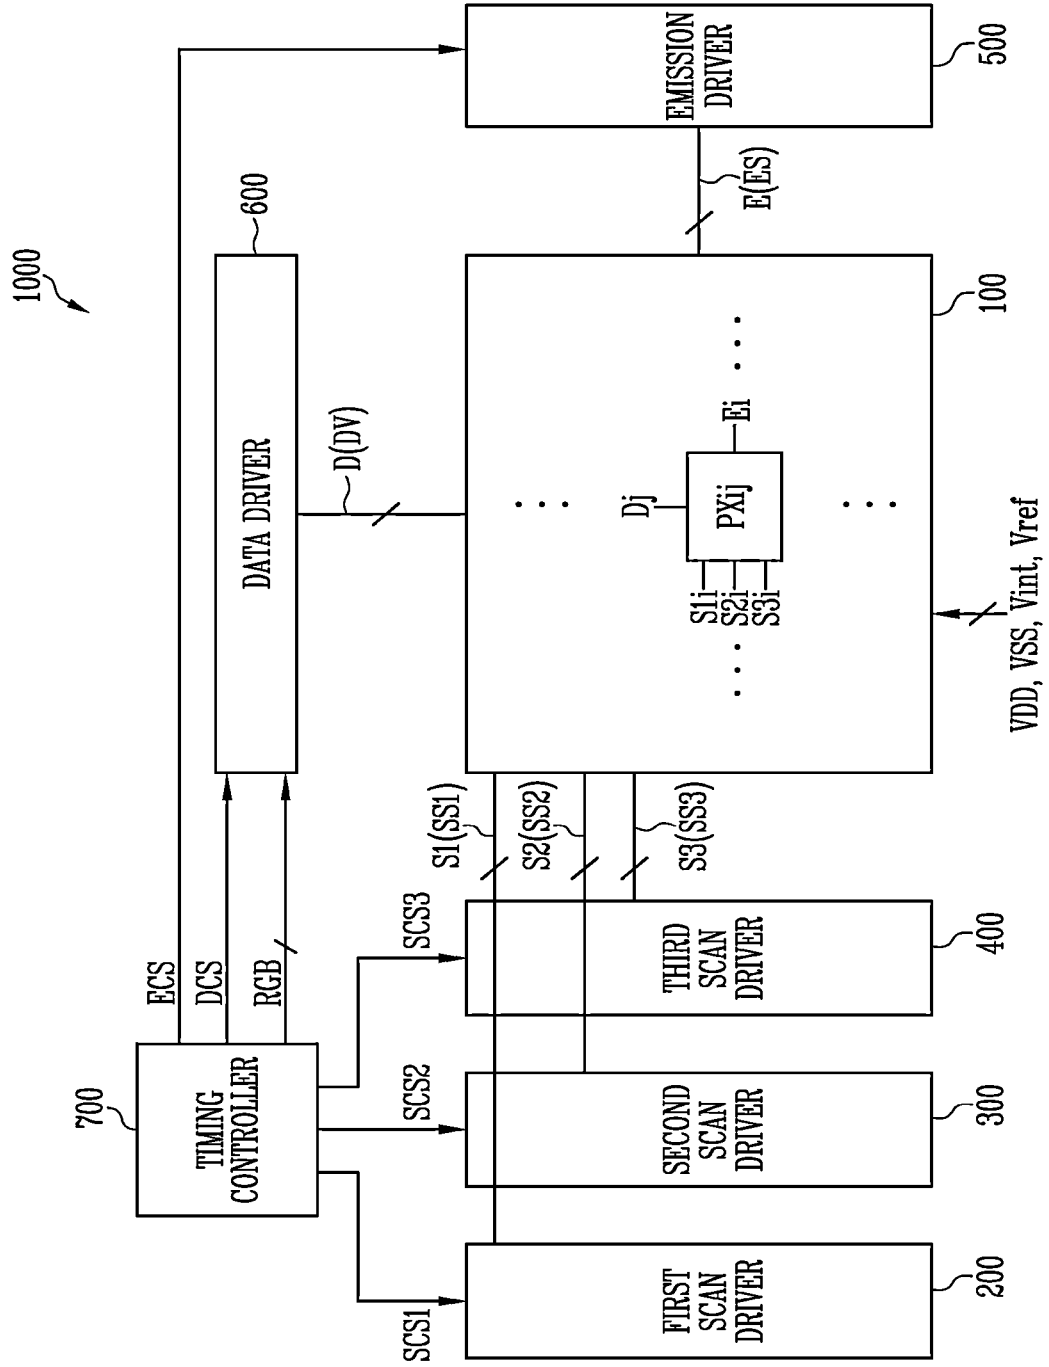 1000
700
TIMING
CONTROLLER
ECS
DCS
RGB
600
DATA DRIVER
D(DV)
SCS1
SCS2
SCS3
FIRST
SCAN
DRIVER
200
SECOND
SCAN
DRIVER
300
THIRD
SCAN
DRIVER
400
S1(SS1)
S2(SS2)
S3(SS3)
Dj
S1i
S2i
S3i
PXij
Ei
100
E(ES)
EMISSION
DRIVER
500
VDD, VSS, Vint, Vref